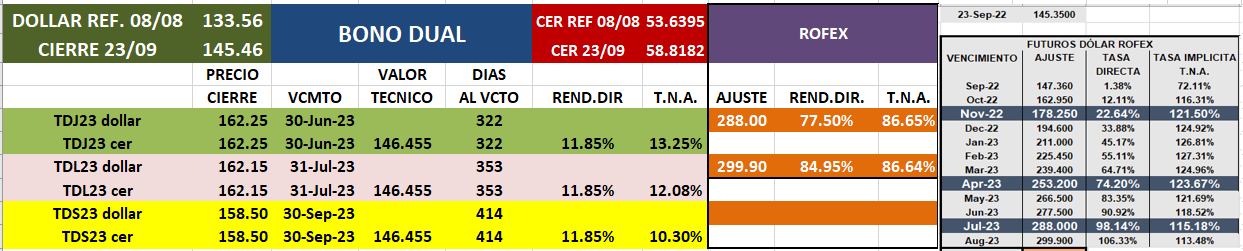 DOLLAR REF. 08/08 133.56 BONO DUAL CER REF 08/08 53.6395 ROFEX
CIERRE 23/09 145.46 CER 23/09 58.8182
PRECIO VALOR DIAS
CIERRE VCMTO TECNICO AL VCTO REND.DIR T.N.A. AJUSTE REND.DIR. T.N.A.
TDJ23 dollar 162.25 30-Jun-23 322 288.00 77.50% 86.65%
TDJ23 cer 162.25 30-Jun-23 146.455 322 11.85% 13.25%
TDL23 dollar 162.15 31-Jul-23 353 299.90 84.95% 86.64%
TDL23 cer 162.15 31-Jul-23 146.455 353 11.85% 12.08%
TDS23 dollar 158.50 30-Sep-23 414
TDS23 cer 158.50 30-Sep-23 146.455 414 11.85% 10.30%
23-Sep-22 145.3500
FUTUROS DÓLAR ROFEX
VENCIMIENTO AJUSTE TASA TASA IMPLICITA
DIRECTA T.N.A.
Sep-22 147.360 1.38% 72.11%
Oct-22 162.950 12.11% 116.31%
Nov-22 178.250 22.64% 121.50%
Dec-22 194.600 33.88% 124.92%
Jan-23 211.000 45.17% 126.81%
Feb-23 225.450 55.11% 127.31%
Mar-23 239.400 64.71% 124.96%
Apr-23 253.200 74.20% 123.67%
May-23 266.500 83.35% 121.69%
Jun-23 277.500 90.92% 118.52%
Jul-23 288.000 98.14% 115.18%
Aug-23 299.900 106.33% 113.48%